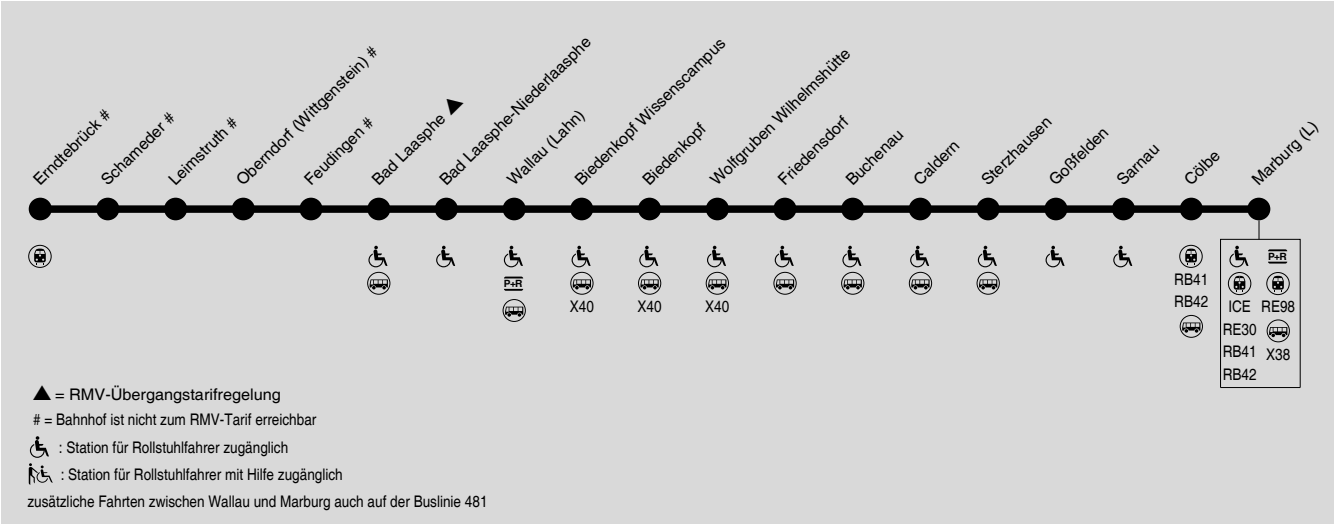 Erndtebrück #
Schameder #
Leimstruth #
Oberndorf (Wittgenstein) #
Feudingen #
Bad Laasphe ▲
Bad Laasphe-Niederlaasphe
Wallau (Lahn)
Biedenkopf Wissenscampus
Biedenkopf
Wolfgruben Wilhelmshütte
Friedensdorf
Buchenau
Caldern
Sterzhausen
Goßfelden
Sarnau
Cölbe
Marburg (L)
P+R
X40
X40
X40
RB41
RB42
P+R
ICE RE98
RE30
RB41 X38
RB42
▲ = RMV-Übergangstarifregelung
# = Bahnhof ist nicht zum RMV-Tarif erreichbar
: Station für Rollstuhlfahrer zugänglich
: Station für Rollstuhlfahrer mit Hilfe zugänglich
zusätzliche Fahrten zwischen Wallau und Marburg auch auf der Buslinie 481